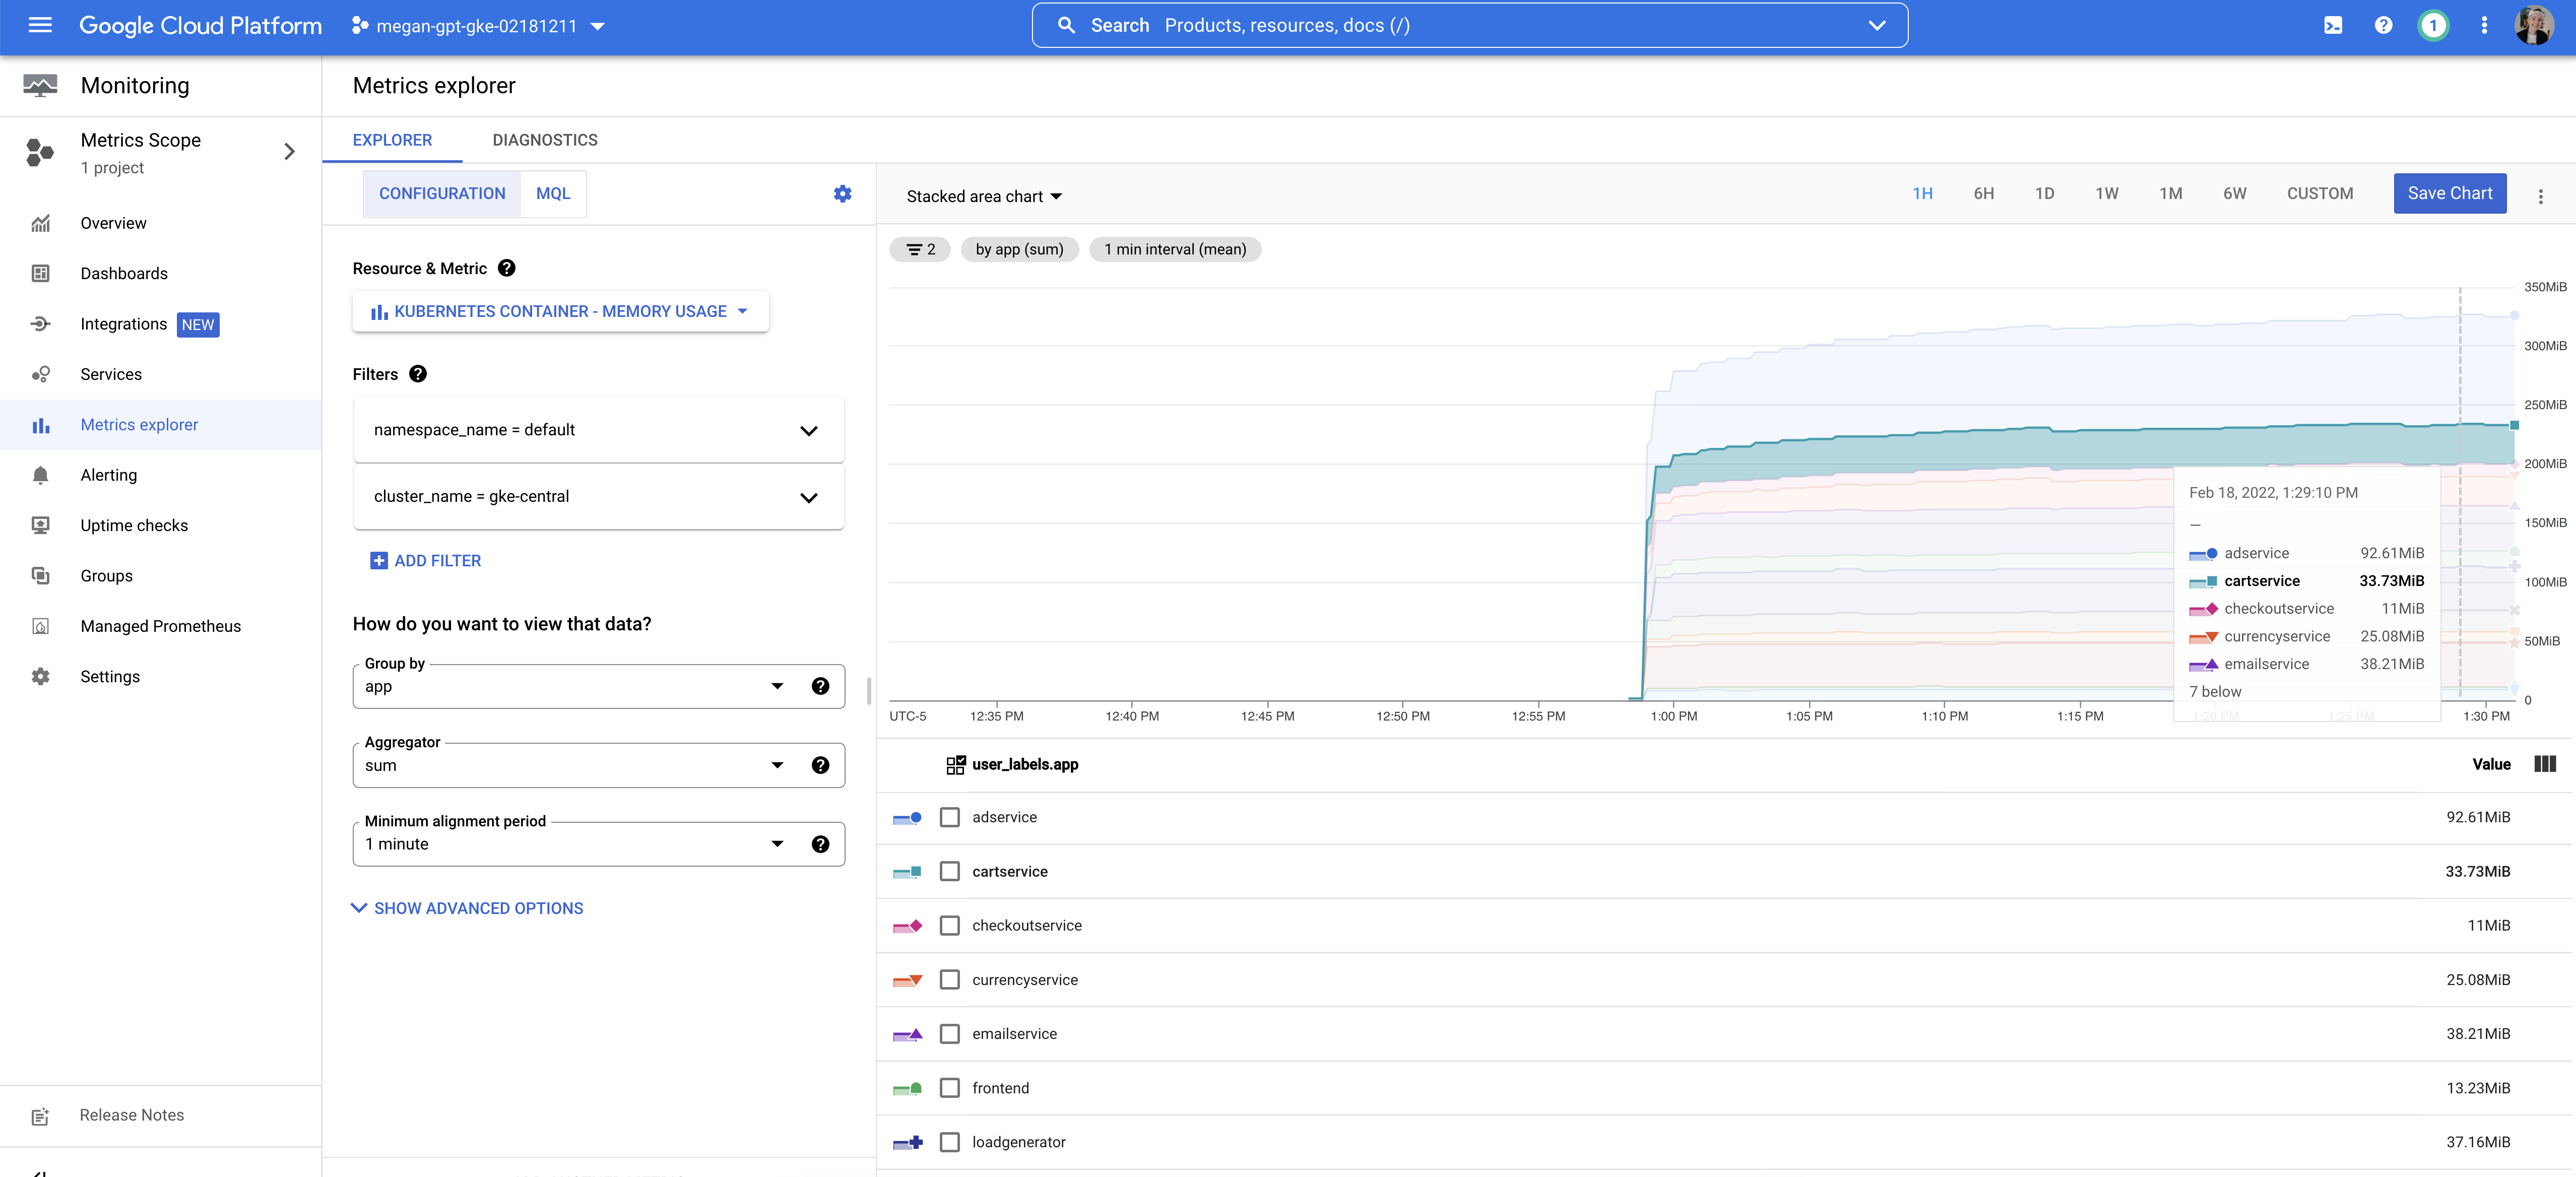 Google Cloud Platform
megan-gpt-gke-02181211
Search Products, resources, docs (/)
1
Monitoring
Metrics Scope
1 project
Overview
Dashboards
Integrations NEW
Services
Metrics explorer
Alerting
Uptime checks
Groups
Managed Prometheus
Settings
Release Notes
Metrics explorer
EXPLORER DIAGNOSTICS
CONFIGURATION MQL
Resource & Metric
KUBERNETES CONTAINER - MEMORY USAGE
Filters
namespace_name = default
cluster_name = gke-central
ADD FILTER
How do you want to view that data?
Group by
app
Aggregator
sum
Minimum alignment period
1 minute
SHOW ADVANCED OPTIONS
Stacked area chart
1H 6H 1D 1W 1M 6W CUSTOM Save Chart
2 by app (sum) 1 min interval (mean)
350MiB
300MiB
250MiB
200MiB
150MiB
100MiB
50MiB
0
Feb 18, 2022, 1:29:10 PM
—
adservice 92.61MiB
cartservice 33.73MiB
checkoutservice 11MiB
currencyservice 25.08MiB
emailservice 38.21MiB
7 below
UTC-5 12:35 PM 12:40 PM 12:45 PM 12:50 PM 12:55 PM 1:00 PM 1:05 PM 1:10 PM 1:15 PM 1:20 PM 1:25 PM 1:30 PM
user_labels.app Value
adservice 92.61MiB
cartservice 33.73MiB
checkoutservice 11MiB
currencyservice 25.08MiB
emailservice 38.21MiB
frontend 13.23MiB
loadgenerator 37.16MiB